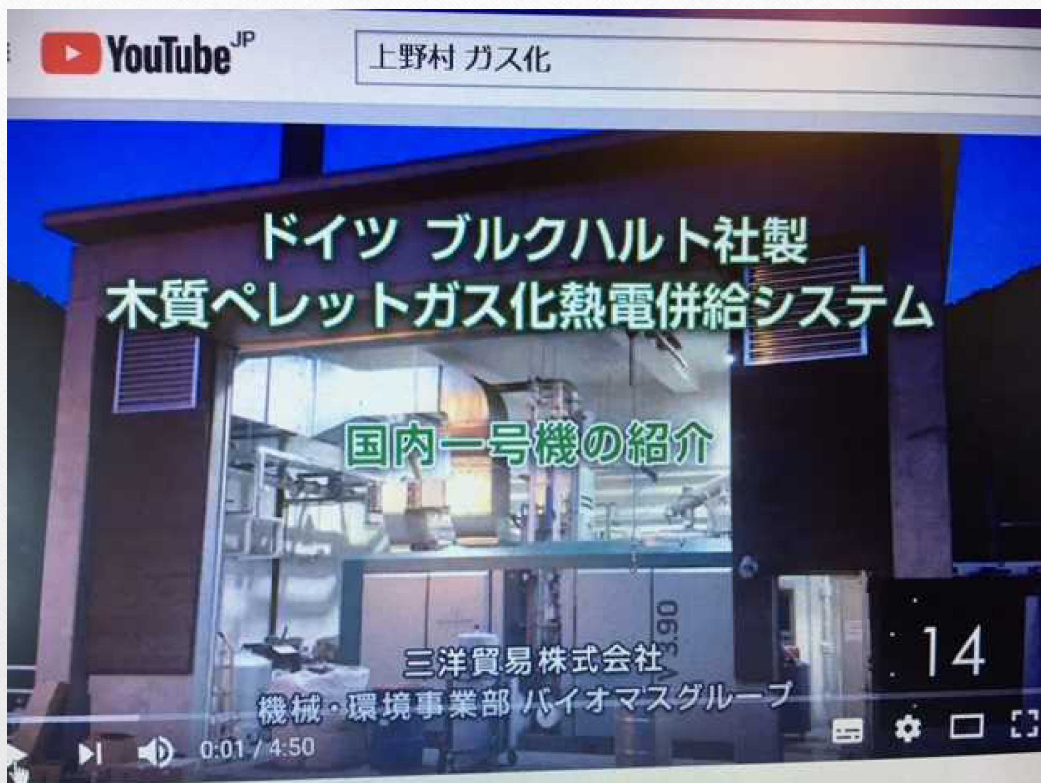 YouTube JP
上野村 ガス化
ドイツ ブルクハルト社製
木質ペレットガス化熱電併給システム
国内一号機の紹介
V 3.90
三洋貿易株式会社
機械・環境事業部 バイオマスグループ
14
0:01 / 4:50